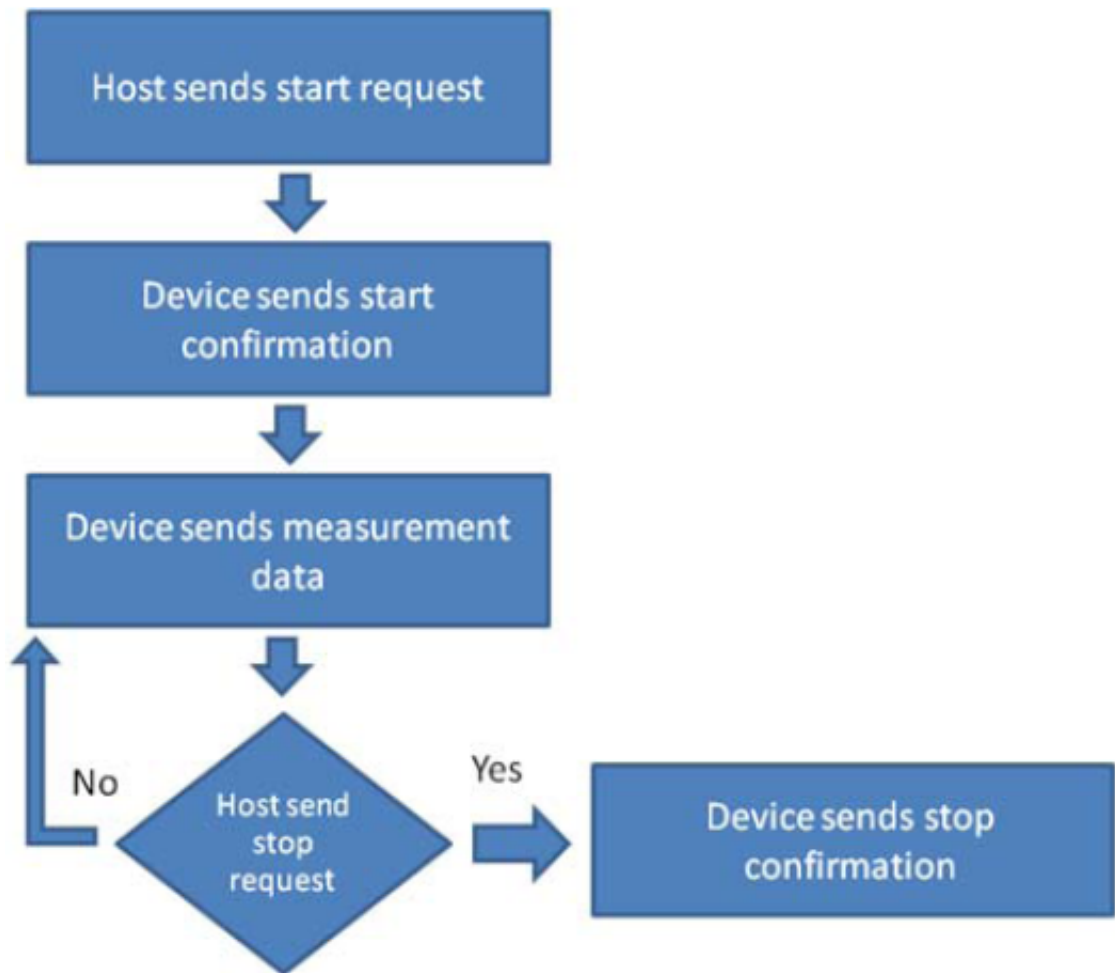 Host sends start request
Device sends start
confirmation
Device sends measurement
data
No
Yes
Host send
stop
request
Device sends stop
confirmation